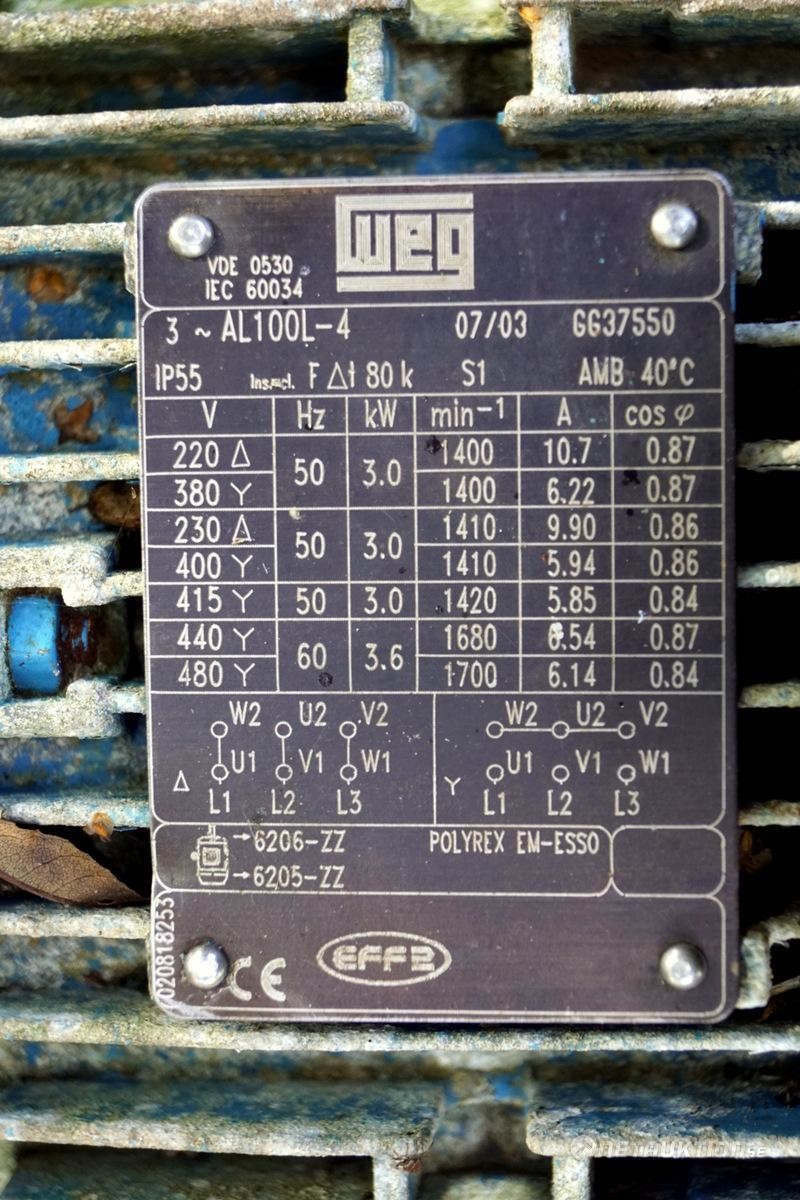 WEG
VDE 0530
IEC 60034
3 ~ AL100L-4 07/03 GG37550
IP55 Ins.cl. F Δt 80 k S1 AMB 40°C
V Hz kW min-1 A cos φ
220 Δ 50 3.0 1400 10.7 0.87
380 Y 1400 6.22 0.87
230 Δ 50 3.0 1410 9.90 0.86
400 Y 1410 5.94 0.86
415 Y 50 3.0 1420 5.85 0.84
440 Y 60 3.6 1680 6.54 0.87
480 Y 1700 6.14 0.84
W2 U2 V2 W2 U2 V2
Δ U1 V1 W1 Y U1 V1 W1
L1 L2 L3 L1 L2 L3
→6206-ZZ POLYREX EM-ESSO
→6205-ZZ
020818253
CE EFF2
NETAUKTION.SE